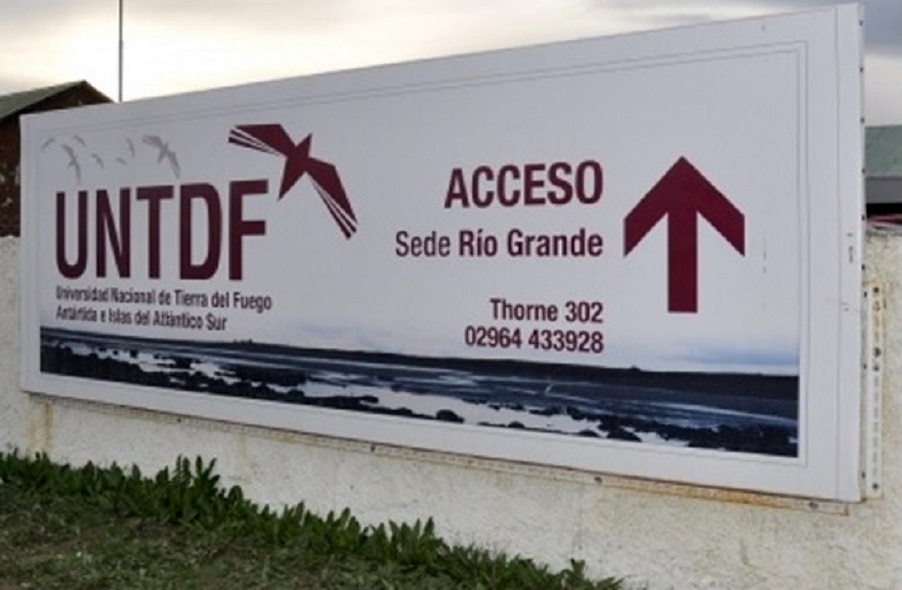 UNTDF
Universidad Nacional de Tierra del Fuego
Antártida e Islas del Atlántico Sur
ACCESO
Sede Río Grande
Thorne 302
02964 433928